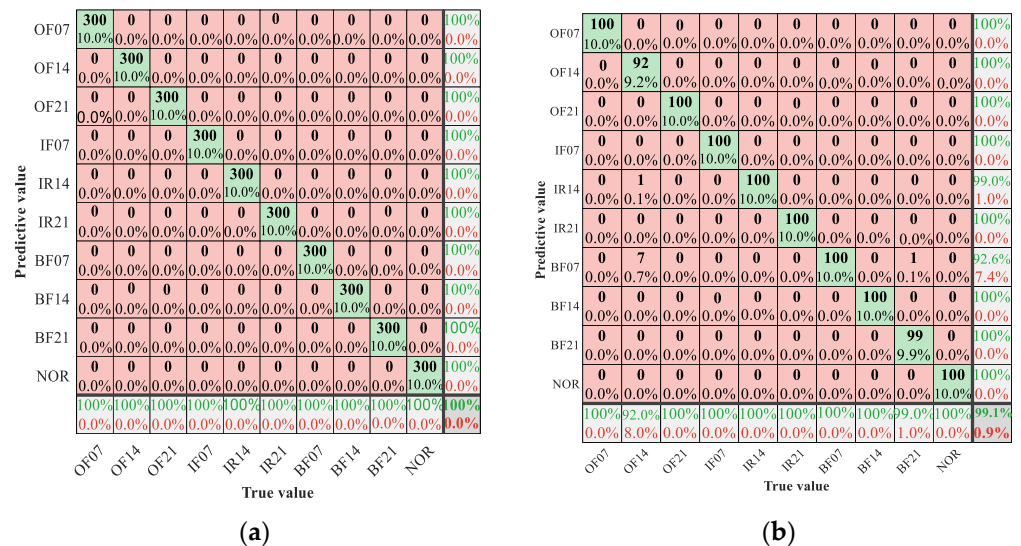 Predictive value
OF07
300 0 0 0 0 0 0 0 0 0 100%
10.0% 0.0% 0.0% 0.0% 0.0% 0.0% 0.0% 0.0% 0.0% 0.0% 0.0%
OF14
0 300 0 0 0 0 0 0 0 0 100%
0.0% 10.0% 0.0% 0.0% 0.0% 0.0% 0.0% 0.0% 0.0% 0.0% 0.0%
OF21
0 0 300 0 0 0 0 0 0 0 100%
0.0% 0.0% 10.0% 0.0% 0.0% 0.0% 0.0% 0.0% 0.0% 0.0% 0.0%
IF07
0 0 0 300 0 0 0 0 0 0 100%
0.0% 0.0% 0.0% 10.0% 0.0% 0.0% 0.0% 0.0% 0.0% 0.0% 0.0%
IR14
0 0 0 0 300 0 0 0 0 0 100%
0.0% 0.0% 0.0% 0.0% 10.0% 0.0% 0.0% 0.0% 0.0% 0.0% 0.0%
IR21
0 0 0 0 0 300 0 0 0 0 100%
0.0% 0.0% 0.0% 0.0% 0.0% 10.0% 0.0% 0.0% 0.0% 0.0% 0.0%
BF07
0 0 0 0 0 0 300 0 0 0 100%
0.0% 0.0% 0.0% 0.0% 0.0% 0.0% 10.0% 0.0% 0.0% 0.0% 0.0%
BF14
0 0 0 0 0 0 0 300 0 0 100%
0.0% 0.0% 0.0% 0.0% 0.0% 0.0% 0.0% 10.0% 0.0% 0.0% 0.0%
BF21
0 0 0 0 0 0 0 0 300 0 100%
0.0% 0.0% 0.0% 0.0% 0.0% 0.0% 0.0% 0.0% 10.0% 0.0% 0.0%
NOR
0 0 0 0 0 0 0 0 0 300 100%
0.0% 0.0% 0.0% 0.0% 0.0% 0.0% 0.0% 0.0% 0.0% 10.0% 0.0%
100% 100% 100% 100% 100% 100% 100% 100% 100% 100% 100%
0.0% 0.0% 0.0% 0.0% 0.0% 0.0% 0.0% 0.0% 0.0% 0.0% 0.0%
OF07 OF14 OF21 IF07 IR14 IR21 BF07 BF14 BF21 NOR
True value
(a)
Predictive value
OF07
100 0 0 0 0 0 0 0 0 0 100%
10.0% 0.0% 0.0% 0.0% 0.0% 0.0% 0.0% 0.0% 0.0% 0.0% 0.0%
OF14
0 92 0 0 0 0 0 0 0 0 100%
0.0% 9.2% 0.0% 0.0% 0.0% 0.0% 0.0% 0.0% 0.0% 0.0% 0.0%
OF21
0 0 100 0 0 0 0 0 0 0 100%
0.0% 0.0% 10.0% 0.0% 0.0% 0.0% 0.0% 0.0% 0.0% 0.0% 0.0%
IF07
0 0 0 100 0 0 0 0 0 0 100%
0.0% 0.0% 0.0% 10.0% 0.0% 0.0% 0.0% 0.0% 0.0% 0.0% 0.0%
IR14
0 1 0 0 100 0 0 0 0 0 99.0%
0.0% 0.1% 0.0% 0.0% 10.0% 0.0% 0.0% 0.0% 0.0% 0.0% 1.0%
IR21
0 0 0 0 0 100 0 0 0 0 100%
0.0% 0.0% 0.0% 0.0% 0.0% 10.0% 0.0% 0.0% 0.0% 0.0% 0.0%
BF07
0 7 0 0 0 0 100 0 1 0 92.6%
0.0% 0.7% 0.0% 0.0% 0.0% 0.0% 10.0% 0.0% 0.1% 0.0% 7.4%
BF14
0 0 0 0 0 0 0 100 0 0 100%
0.0% 0.0% 0.0% 0.0% 0.0% 0.0% 0.0% 10.0% 0.0% 0.0% 0.0%
BF21
0 0 0 0 0 0 0 0 99 0 100%
0.0% 0.0% 0.0% 0.0% 0.0% 0.0% 0.0% 0.0% 9.9% 0.0% 0.0%
NOR
0 0 0 0 0 0 0 0 0 100 100%
0.0% 0.0% 0.0% 0.0% 0.0% 0.0% 0.0% 0.0% 0.0% 10.0% 0.0%
100% 92.0% 100% 100% 100% 100% 100% 100% 99.0% 100% 99.1%
0.0% 8.0% 0.0% 0.0% 0.0% 0.0% 0.0% 0.0% 1.0% 0.0% 0.9%
OF07 OF14 OF21 IF07 IR14 IR21 BF07 BF14 BF21 NOR
True value
(b)